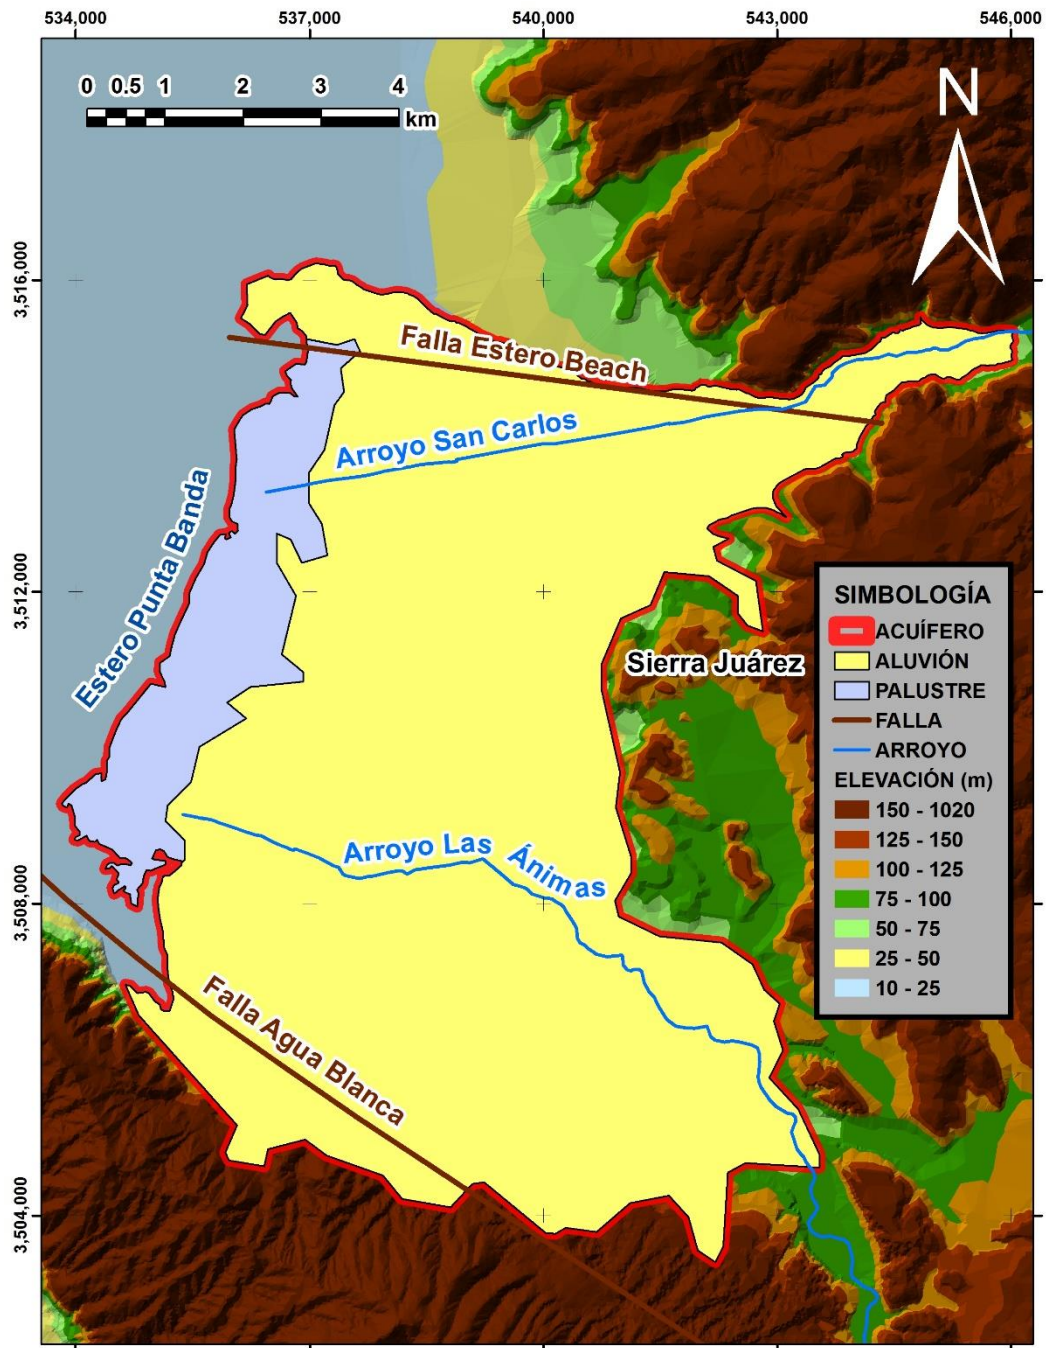 534,000 537,000 540,000 543,000 546,000
0 0.5 1 2 3 4
km
N
3,516,000
Falla Estero Beach
Arroyo San Carlos
Estero Punta Banda
3,512,000
Sierra Juárez
SIMBOLOGÍA
ACUÍFERO
ALUVIÓN
PALUSTRE
FALLA
ARROYO
ELEVACIÓN (m)
150 - 1020
125 - 150
100 - 125
75 - 100
50 - 75
25 - 50
10 - 25
Arroyo Las Ánimas
3,508,000
Falla Agua Blanca
3,504,000